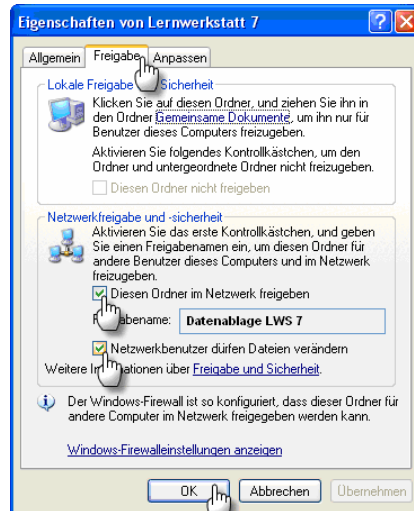 Eigenschaften von Lernwerkstatt 7
Allgemein Freigabe Anpassen
Lokale Freigabe Sicherheit
Klicken Sie auf diesen Ordner, und ziehen Sie ihn in
den Ordner Gemeinsame Dokumente, um ihn nur für
Benutzer dieses Computers freizugeben.
Aktivieren Sie folgendes Kontrollkästchen, um den
Ordner und untergeordnete Ordner nicht freizugeben.
Diesen Ordner nicht freigeben
Netzwerkfreigabe und -sicherheit
Aktivieren Sie das erste Kontrollkästchen, und geben
Sie einen Freigabenamen ein, um diesen Ordner für
andere Benutzer dieses Computers und im Netzwerk
freizugeben.
Diesen Ordner im Netzwerk freigeben
Datenablage LWS 7
Netzwerkbenutzer dürfen Dateien verändern
Weitere Informationen über Freigabe und Sicherheit.
Der Windows-Firewall ist so konfiguriert, dass dieser Ordner für
andere Computer im Netzwerk freigegeben werden kann.
Windows-Firewalleinstellungen anzeigen
OK Abbrechen Übernehmen